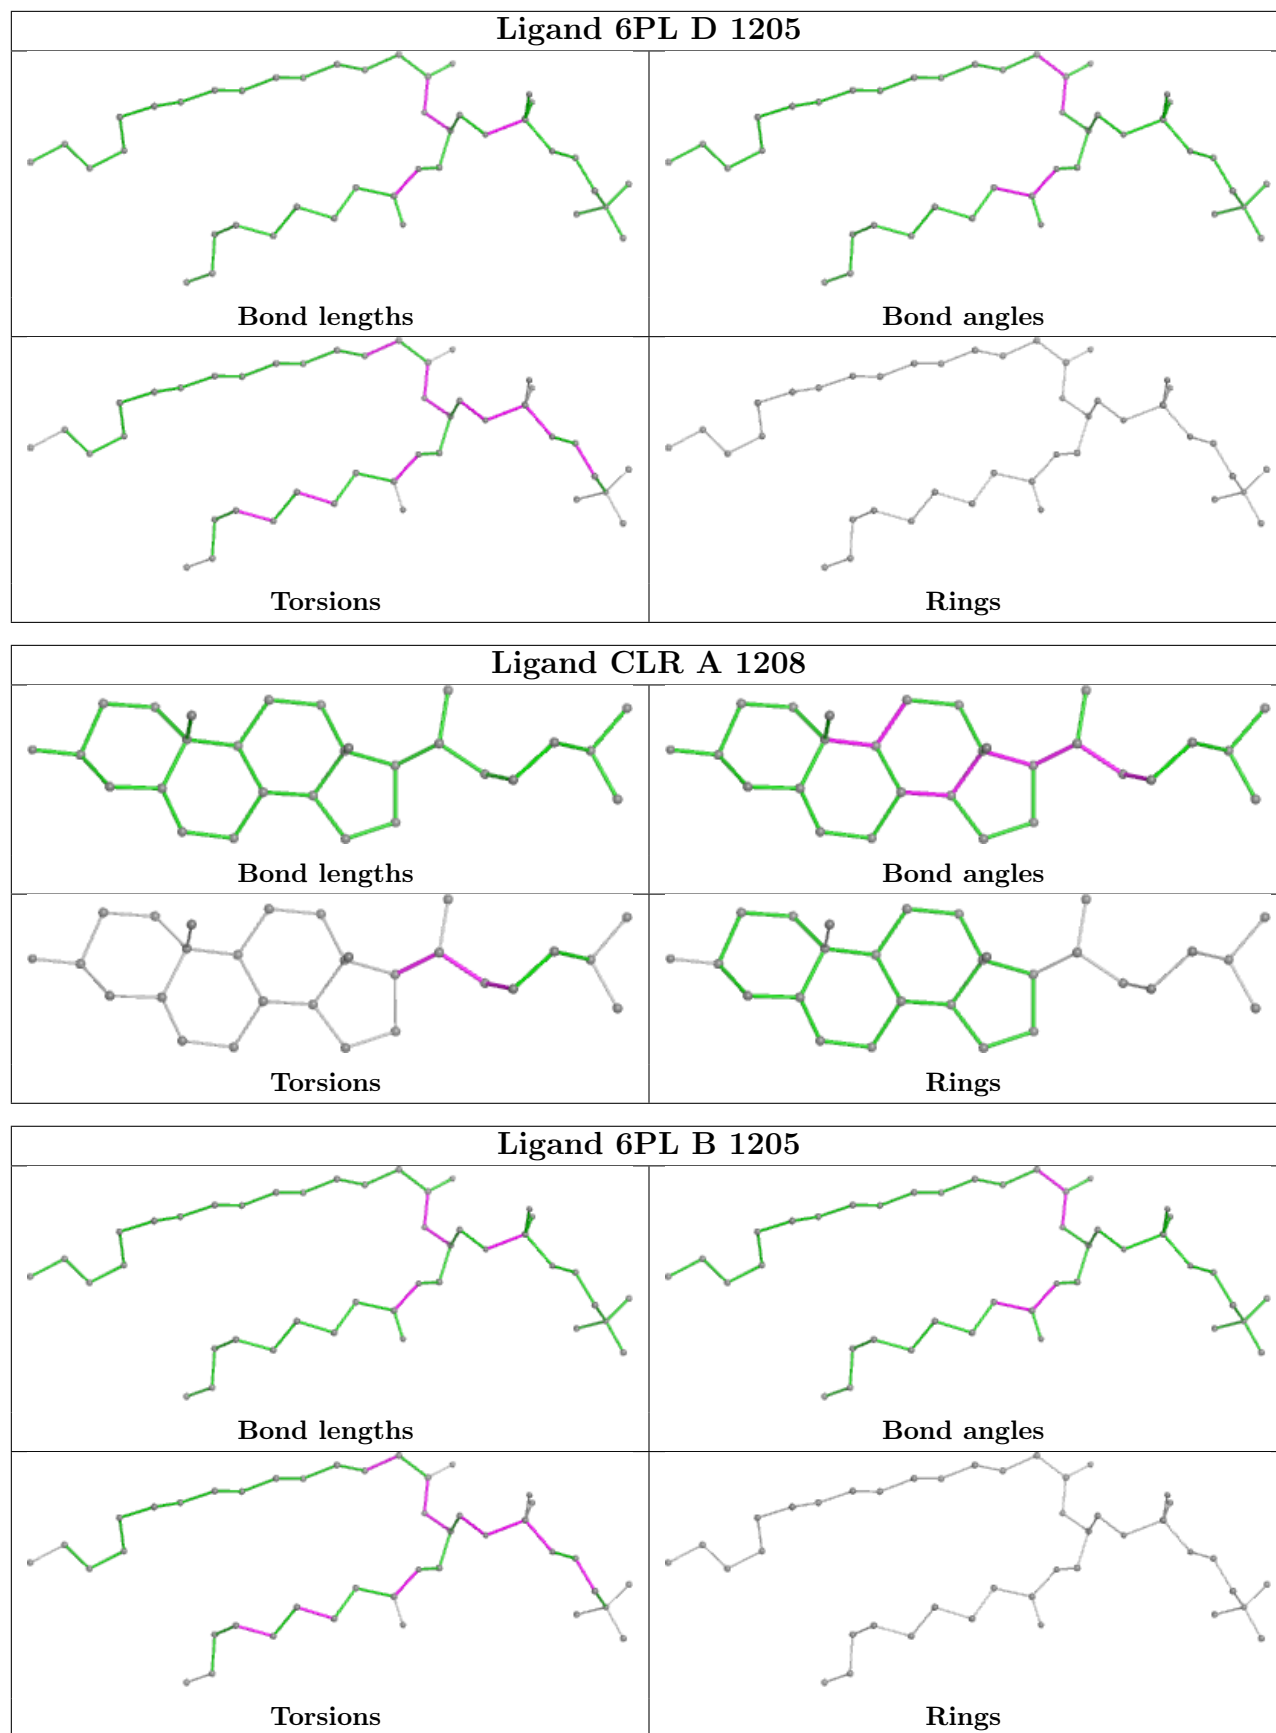 Ligand 6PL D 1205
Bond lengths
Bond angles
Torsions
Rings
Ligand CLR A 1208
Bond lengths
Bond angles
Torsions
Rings
Ligand 6PL B 1205
Bond lengths
Bond angles
Torsions
Rings